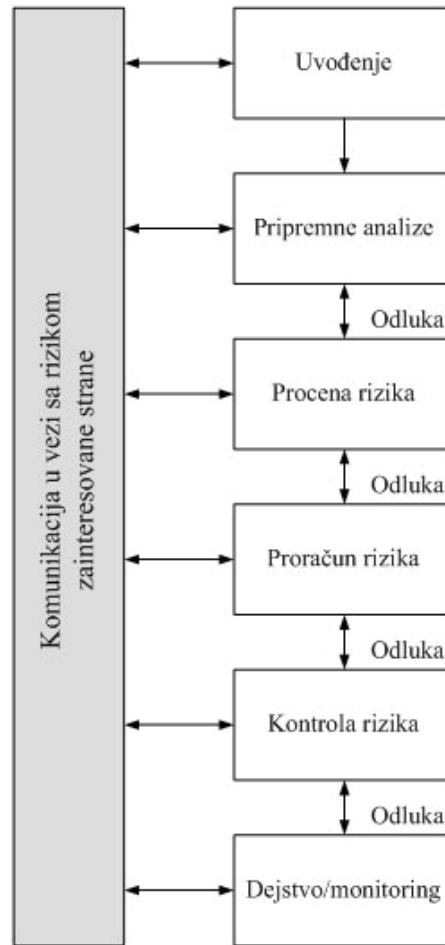 Komunikacija u vezi sa rizikom
zainteresovane strane
Uvođenje
Pripremne analize
Odluka
Procena rizika
Odluka
Proračun rizika
Odluka
Kontrola rizika
Odluka
Dejstvo/monitoring